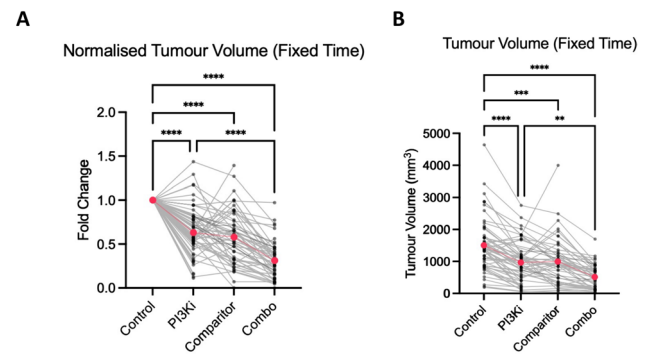 A
Normalised Tumour Volume (Fixed Time)
****
****
**** ****
2.0
1.5
1.0
0.5
0.0
Fold Change
Control
PI3Ki
Comparitor
Combo
B
Tumour Volume (Fixed Time)
****
***
**** **
5000
4000
3000
2000
1000
0
Tumour Volume (mm³)
Control
PI3Ki
Comparitor
Combo